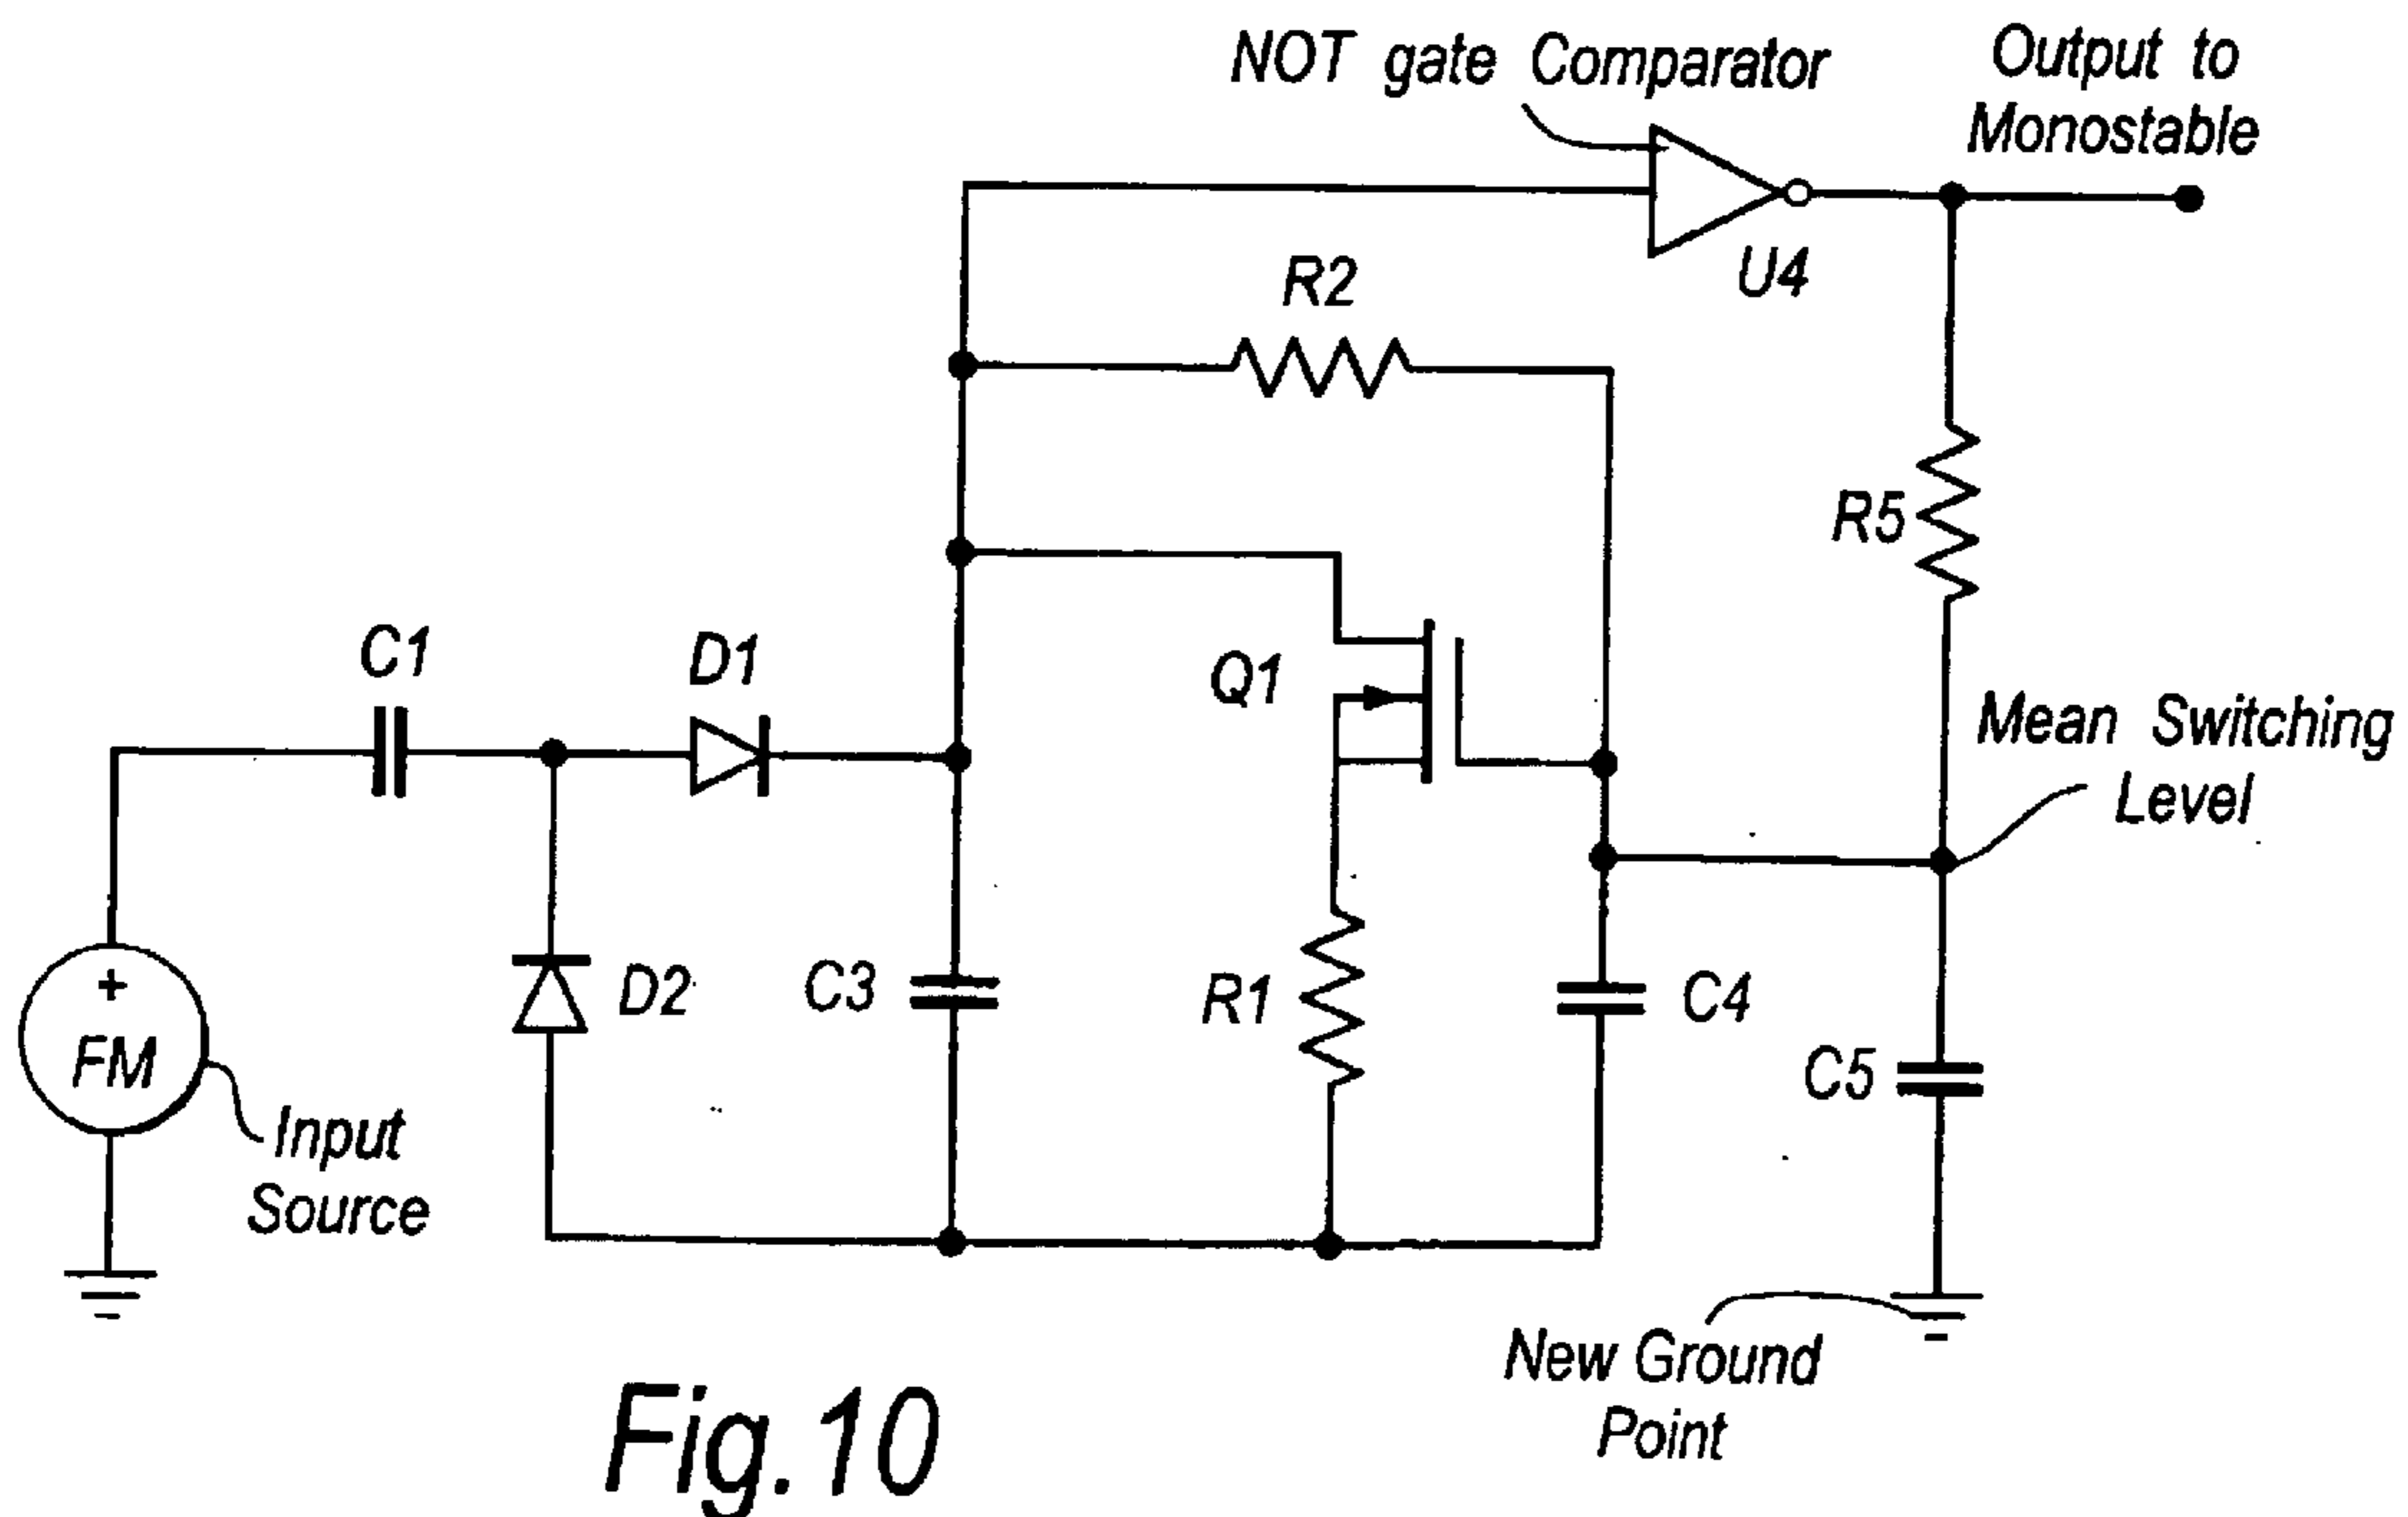 NOT gate Comparator
Output to
Monostable
U4
R2
R5
C1
D1
Q1
Mean Switching
Level
D2
C3
R1
C4
C5
+
FM
Input
Source
New Ground
Point
Fig.10